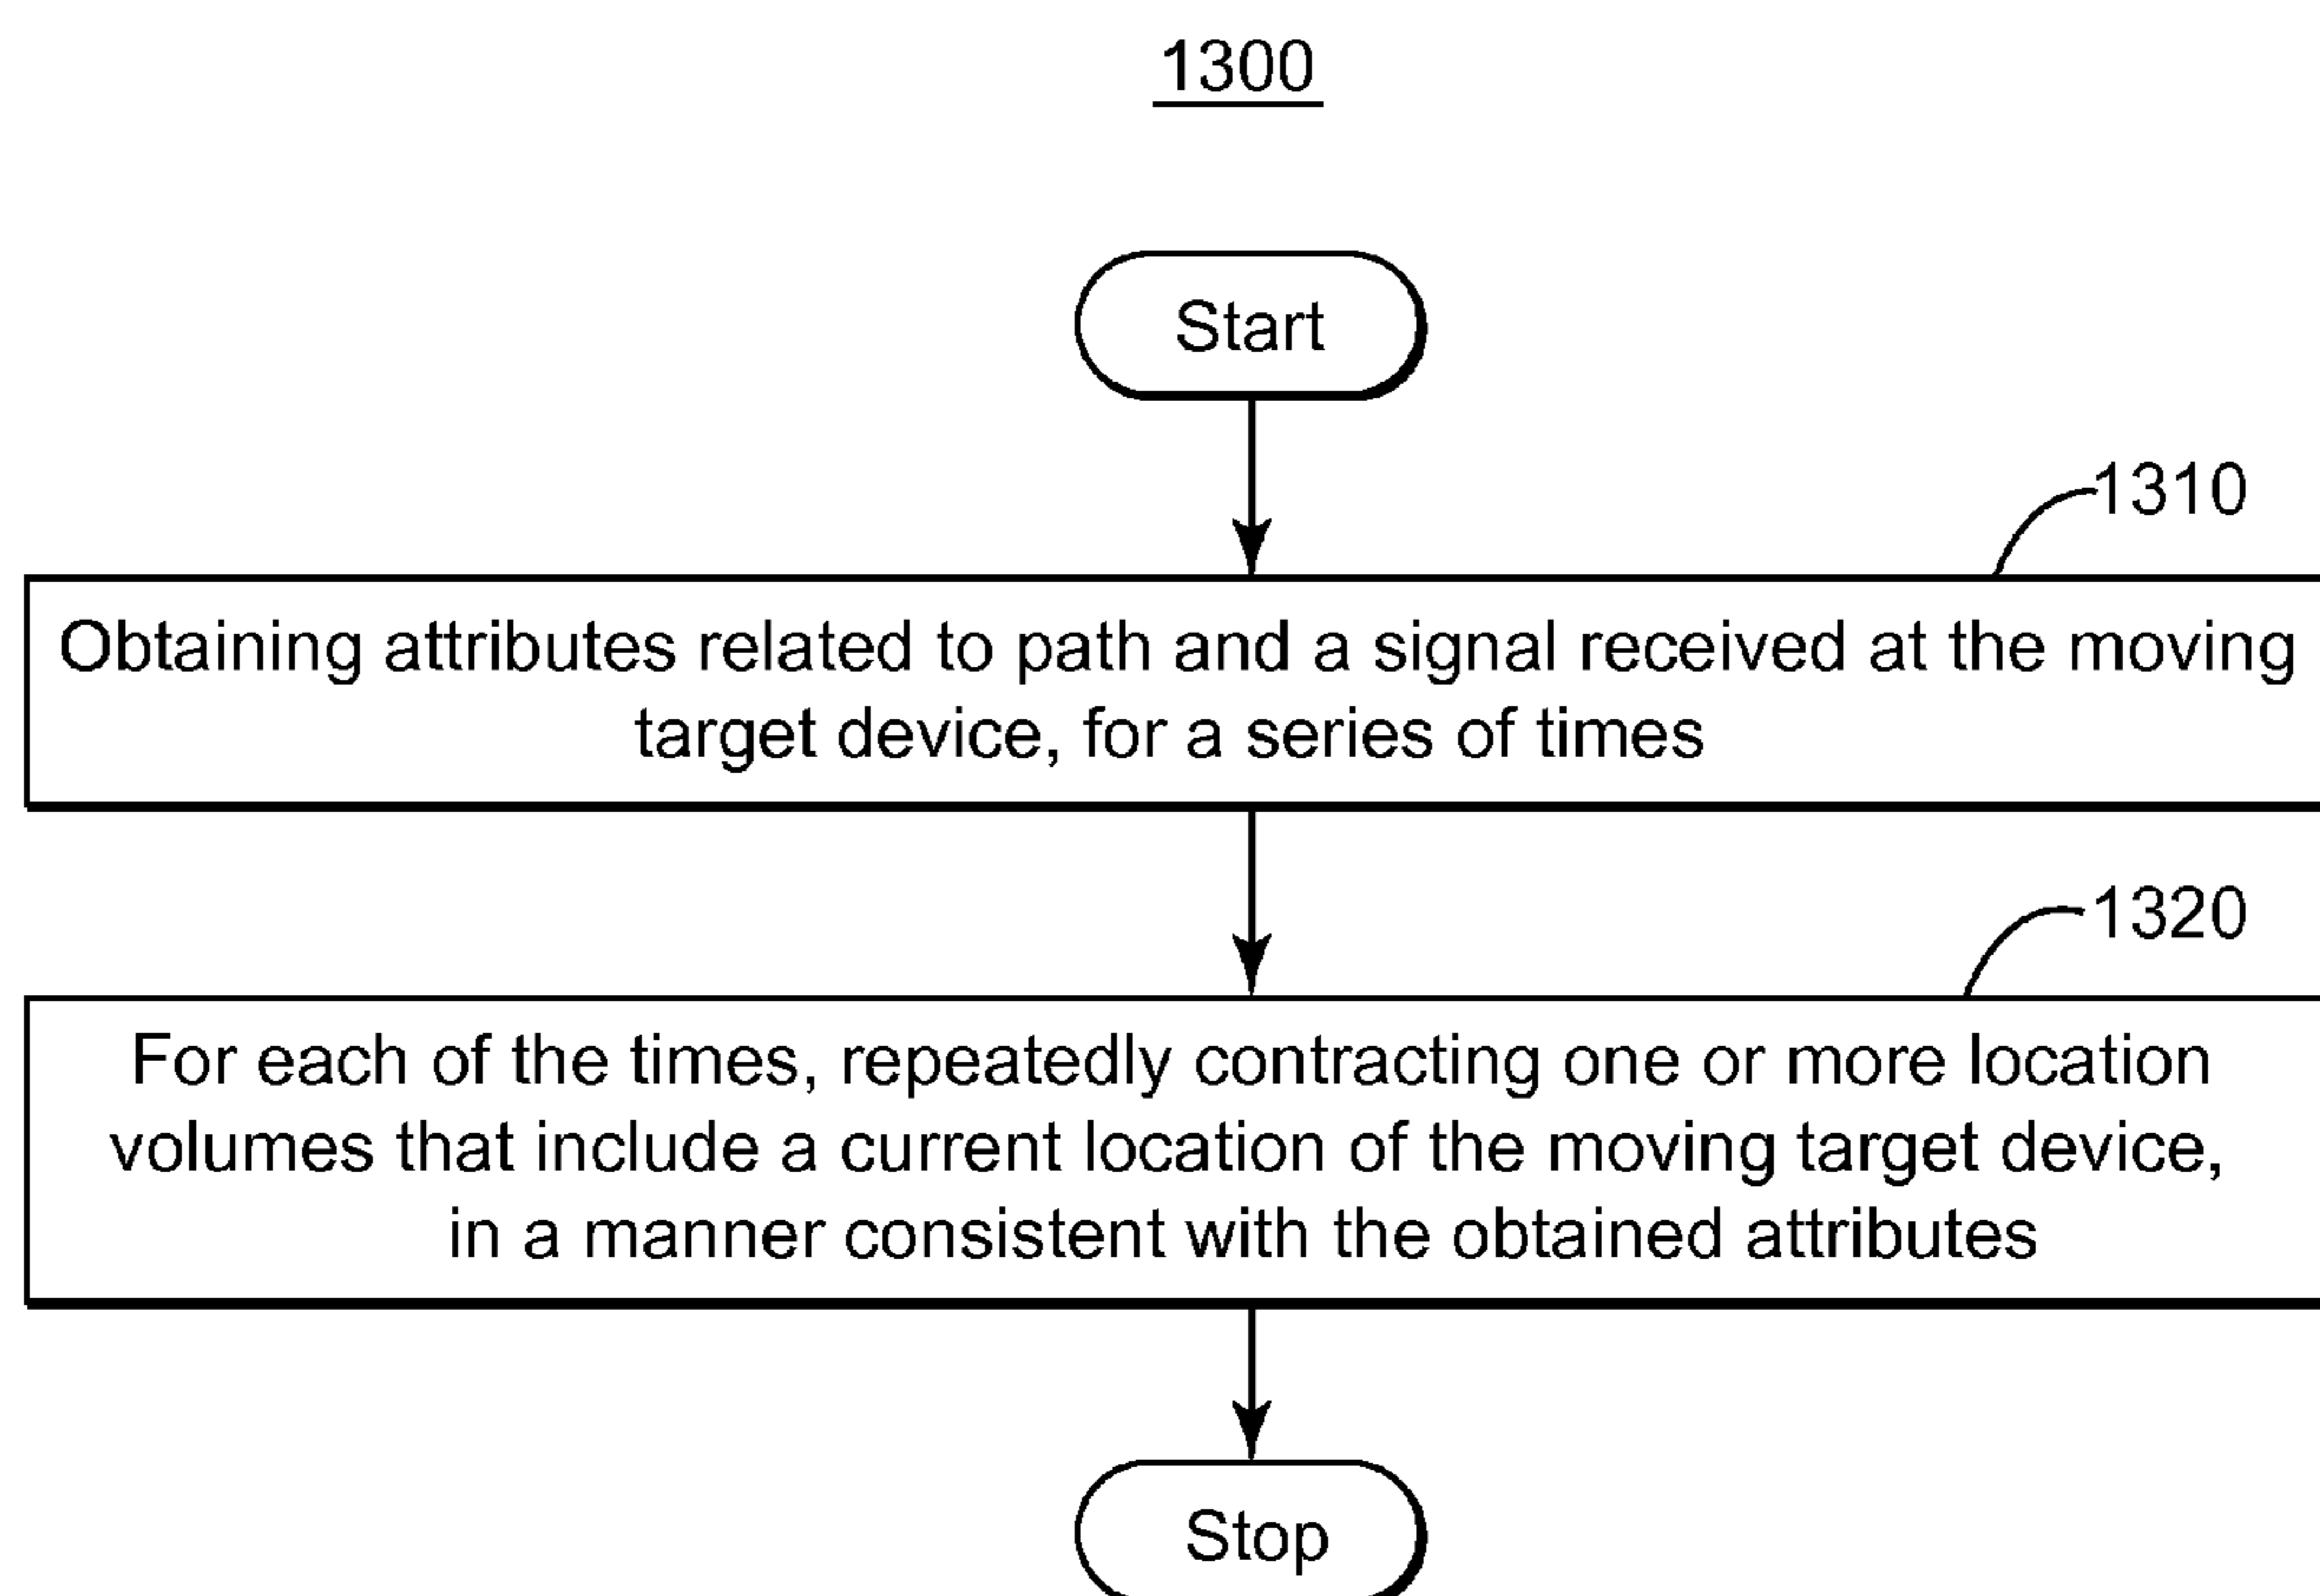 1300
Start
1310
Obtaining attributes related to path and a signal received at the moving
target device, for a series of times
1320
For each of the times, repeatedly contracting one or more location
volumes that include a current location of the moving target device,
in a manner consistent with the obtained attributes
Stop